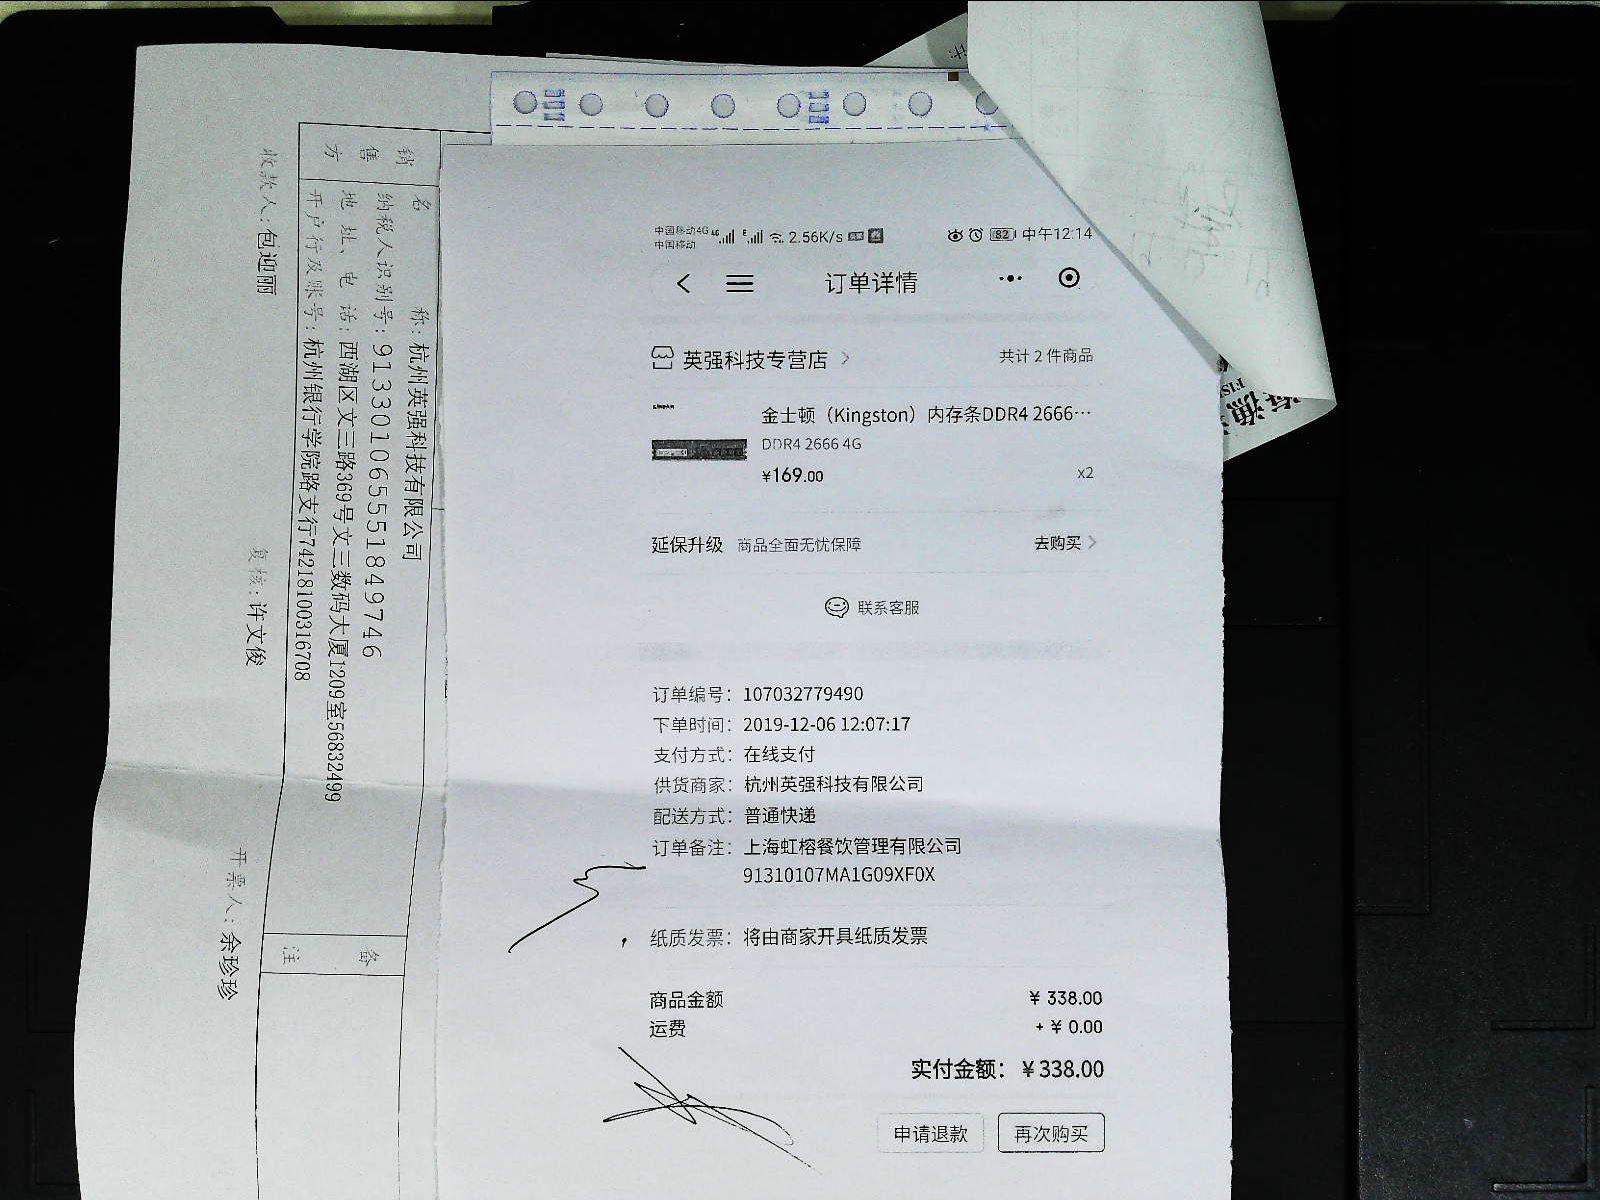 中国移动4G
中国移动
2.56K/s
82
中午12:14
订单详情
英强科技专营店
共计 2 件商品
金士顿（Kingston）内存条DDR4 2666…
DDR4 2666 4G
¥169.00
x2
延保升级 商品全面无忧保障 去购买
联系客服
订单编号：107032779490
下单时间：2019-12-06 12:07:17
支付方式：在线支付
供货商家：杭州英强科技有限公司
配送方式：普通快递
订单备注：上海虹榕餐饮管理有限公司
91310107MA1G09XF0X
纸质发票：将由商家开具纸质发票
商品金额 ¥ 338.00
运费 + ¥ 0.00
实付金额：¥ 338.00
申请退款 再次购买
销售方
名 称：杭州英强科技有限公司
纳税人识别号：913301065551849746
地 址、电 话：西湖区文三路369号文三数码大厦1209室56832499
开户行及账号：杭州银行学院路支行7421810031​6708
备注
收款人：包迎丽 复核：许文俊 开票人：余珍珍